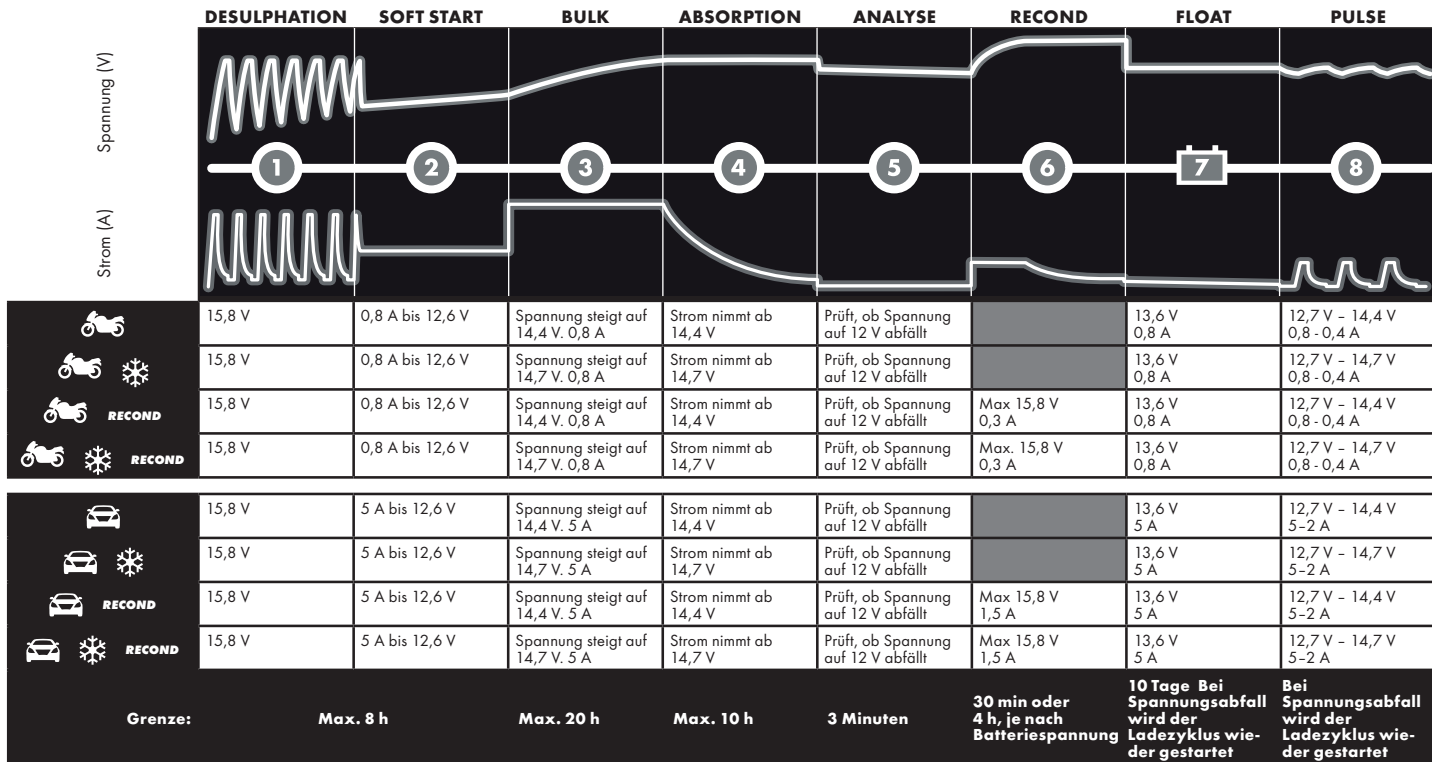 DESULPHATION SOFT START BULK ABSORPTION ANALYSE RECOND FLOAT PULSE
Spannung (V)
1 2 3 4 5 6 7 8
Strom (A)
15,8 V 0,8 A bis 12,6 V Spannung steigt auf Strom nimmt ab Prüft, ob Spannung 13,6 V 12,7 V – 14,4 V
14,4 V. 0,8 A 14,4 V auf 12 V abfällt 0,8 A 0,8 - 0,4 A
15,8 V 0,8 A bis 12,6 V Spannung steigt auf Strom nimmt ab Prüft, ob Spannung 13,6 V 12,7 V – 14,7 V
14,7 V. 0,8 A 14,7 V auf 12 V abfällt 0,8 A 0,8 - 0,4 A
RECOND 15,8 V 0,8 A bis 12,6 V Spannung steigt auf Strom nimmt ab Prüft, ob Spannung Max 15,8 V 13,6 V 12,7 V – 14,4 V
14,4 V. 0,8 A 14,4 V auf 12 V abfällt 0,3 A 0,8 A 0,8 - 0,4 A
RECOND 15,8 V 0,8 A bis 12,6 V Spannung steigt auf Strom nimmt ab Prüft, ob Spannung Max. 15,8 V 13,6 V 12,7 V – 14,7 V
14,7 V. 0,8 A 14,7 V auf 12 V abfällt 0,3 A 0,8 A 0,8 - 0,4 A
15,8 V 5 A bis 12,6 V Spannung steigt auf Strom nimmt ab Prüft, ob Spannung 13,6 V 12,7 V – 14,4 V
14,4 V. 5 A 14,4 V auf 12 V abfällt 5 A 5–2 A
15,8 V 5 A bis 12,6 V Spannung steigt auf Strom nimmt ab Prüft, ob Spannung 13,6 V 12,7 V – 14,7 V
14,7 V. 5 A 14,7 V auf 12 V abfällt 5 A 5–2 A
RECOND 15,8 V 5 A bis 12,6 V Spannung steigt auf Strom nimmt ab Prüft, ob Spannung Max 15,8 V 13,6 V 12,7 V – 14,4 V
14,4 V. 5 A 14,4 V auf 12 V abfällt 1,5 A 5 A 5–2 A
RECOND 15,8 V 5 A bis 12,6 V Spannung steigt auf Strom nimmt ab Prüft, ob Spannung Max 15,8 V 13,6 V 12,7 V – 14,7 V
14,7 V. 5 A 14,7 V auf 12 V abfällt 1,5 A 5 A 5–2 A
Grenze: Max. 8 h Max. 20 h Max. 10 h 3 Minuten
30 min oder
4 h, je nach
Batteriespannung
10 Tage Bei
Spannungsabfall
wird der
Ladezyklus wie-
der gestartet
Bei
Spannungsabfall
wird der
Ladezyklus wie-
der gestartet